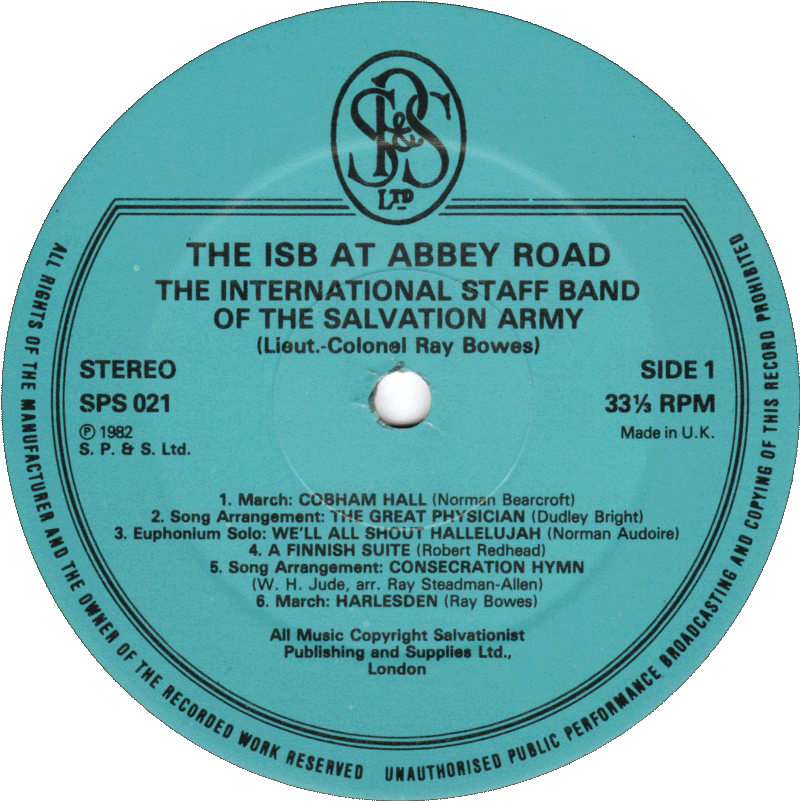 SP&S
LTD
THE ISB AT ABBEY ROAD
THE INTERNATIONAL STAFF BAND
OF THE SALVATION ARMY
(Lieut.-Colonel Ray Bowes)
STEREO
SPS 021
℗ 1982
S. P. & S. Ltd.
SIDE 1
33⅓ RPM
Made in U.K.
1. March: COBHAM HALL (Norman Bearcroft)
2. Song Arrangement: THE GREAT PHYSICIAN (Dudley Bright)
3. Euphonium Solo: WE'LL ALL SHOUT HALLELUJAH (Norman Audoire)
4. A FINNISH SUITE (Robert Redhead)
5. Song Arrangement: CONSECRATION HYMN
(W. H. Jude, arr. Ray Steadman-Allen)
6. March: HARLESDEN (Ray Bowes)
All Music Copyright Salvationist
Publishing and Supplies Ltd.,
London
ALL RIGHTS OF THE MANUFACTURER AND THE OWNER OF THE RECORDED WORK RESERVED UNAUTHORISED PUBLIC PERFORMANCE BROADCASTING AND COPYING OF THIS RECORD PROHIBITED